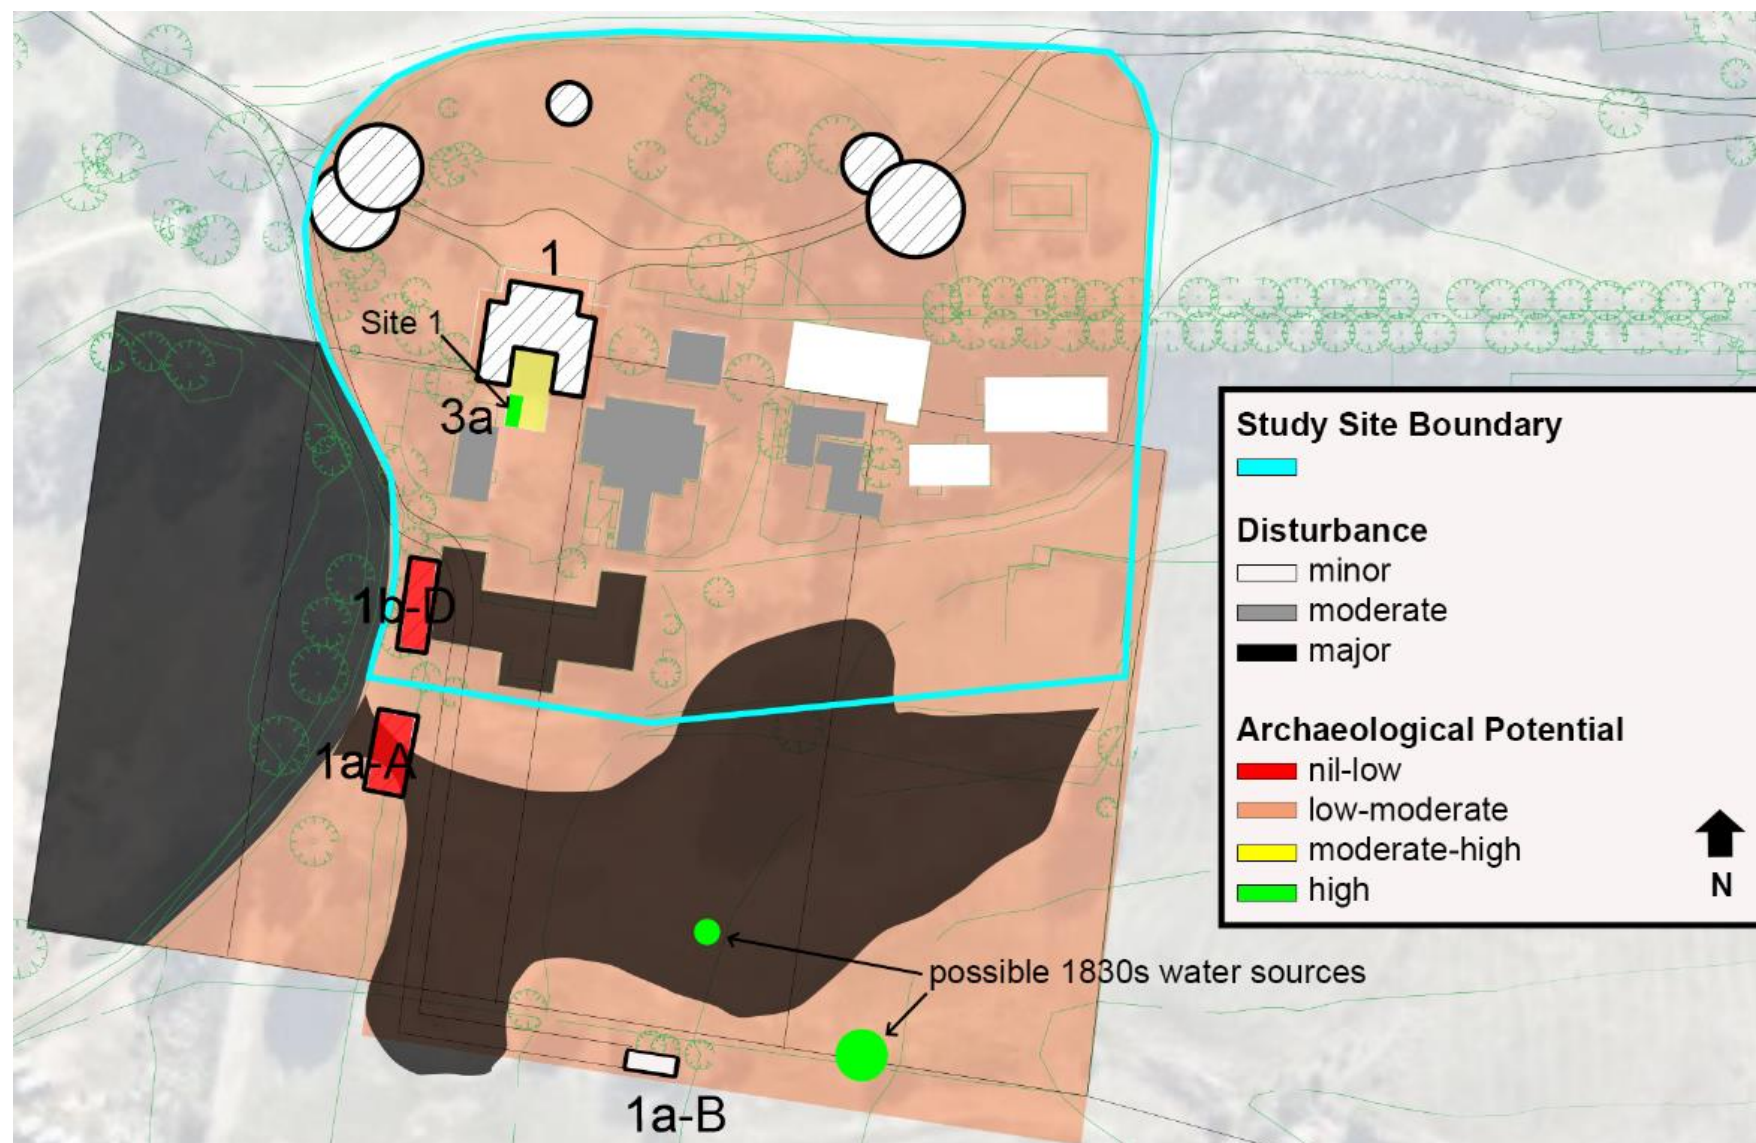 1
Site 1
3a
1b-D
1a-A
possible 1830s water sources
1a-B
Study Site Boundary
Disturbance
minor
moderate
major
Archaeological Potential
nil-low
low-moderate
moderate-high
high
N